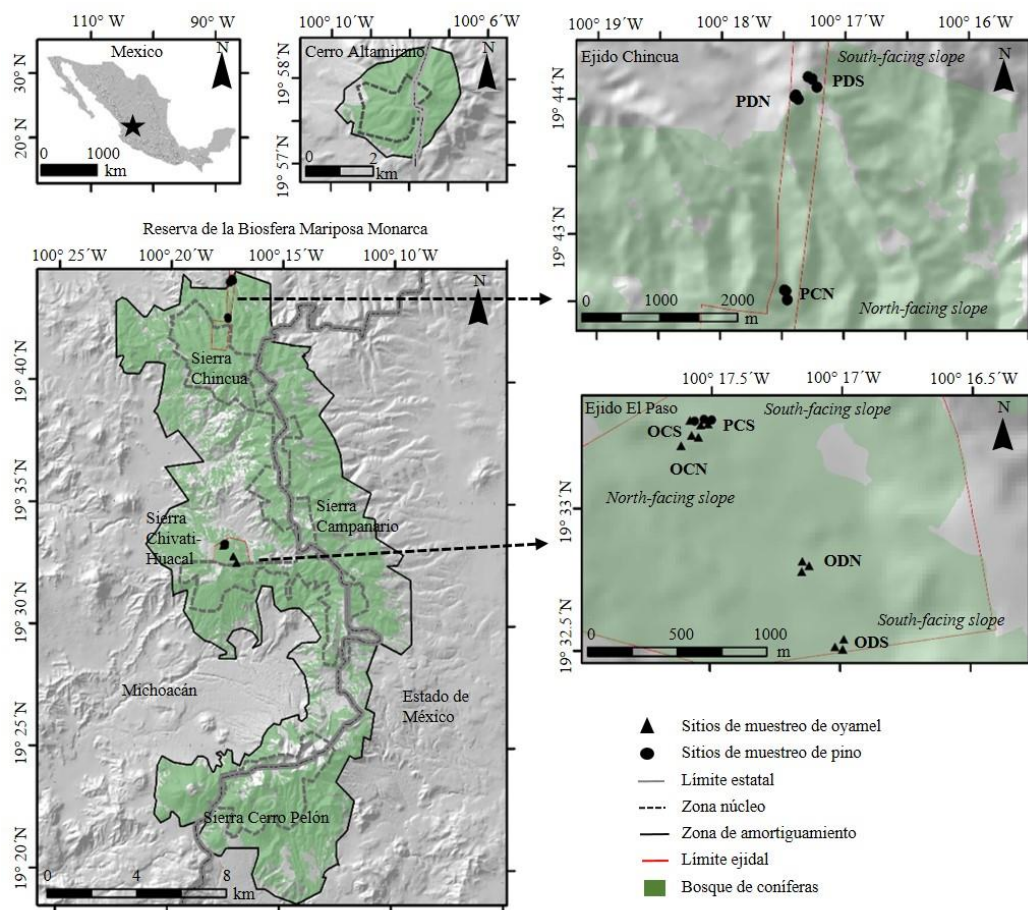 110° W
90° W
Mexico
N
30° N
20° N
0
1000
km
110° W
90° W
100° 10´W
100° 6´W
Cerro Altamirano
N
19° 58´N
19° 57´N
0
2
km
100° 19´W
100° 18´W
100° 17´W
100° 16´W
Ejido Chincua
South-facing slope
N
PDS
PDN
19° 44´N
19° 43´N
PCN
0
1000
2000
m
North-facing slope
Reserva de la Biosfera Mariposa Monarca
100° 25´W
100° 20´W
100° 15´W
100° 10´W
N
19° 40´N
Sierra
Chincua
19° 35´N
Sierra
Campanario
Sierra
Chivati-
Huacal
19° 30´N
Michoacán
Estado de
México
19° 25´N
Sierra Cerro Pelón
19° 20´N
0
4
8
km
100° 17.5´W
100° 17´W
100° 16.5´W
Ejido El Paso
South-facing slope
N
OCS
PCS
OCN
North-facing slope
19° 33´N
ODN
South-facing slope
ODS
19° 32.5´N
0
500
1000
m
Sitios de muestreo de oyamel
Sitios de muestreo de pino
Límite estatal
Zona núcleo
Zona de amortiguamiento
Límite ejidal
Bosque de coníferas